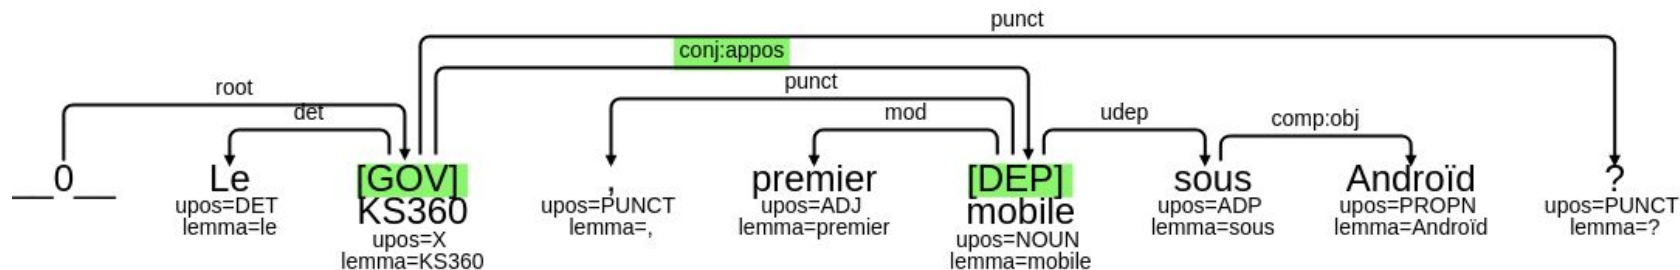 punct
conj:appos
punct
root
det
mod
udep
comp:obj
__0__ Le [GOV] , premier [DEP] sous Androïd ?
upos=DET KS360 upos=PUNCT upos=ADJ mobile upos=ADP upos=PROPN upos=PUNCT
lemma=le lemma=, lemma=premier lemma=sous lemma=Androïd lemma=?
upos=X upos=NOUN
lemma=KS360 lemma=mobile